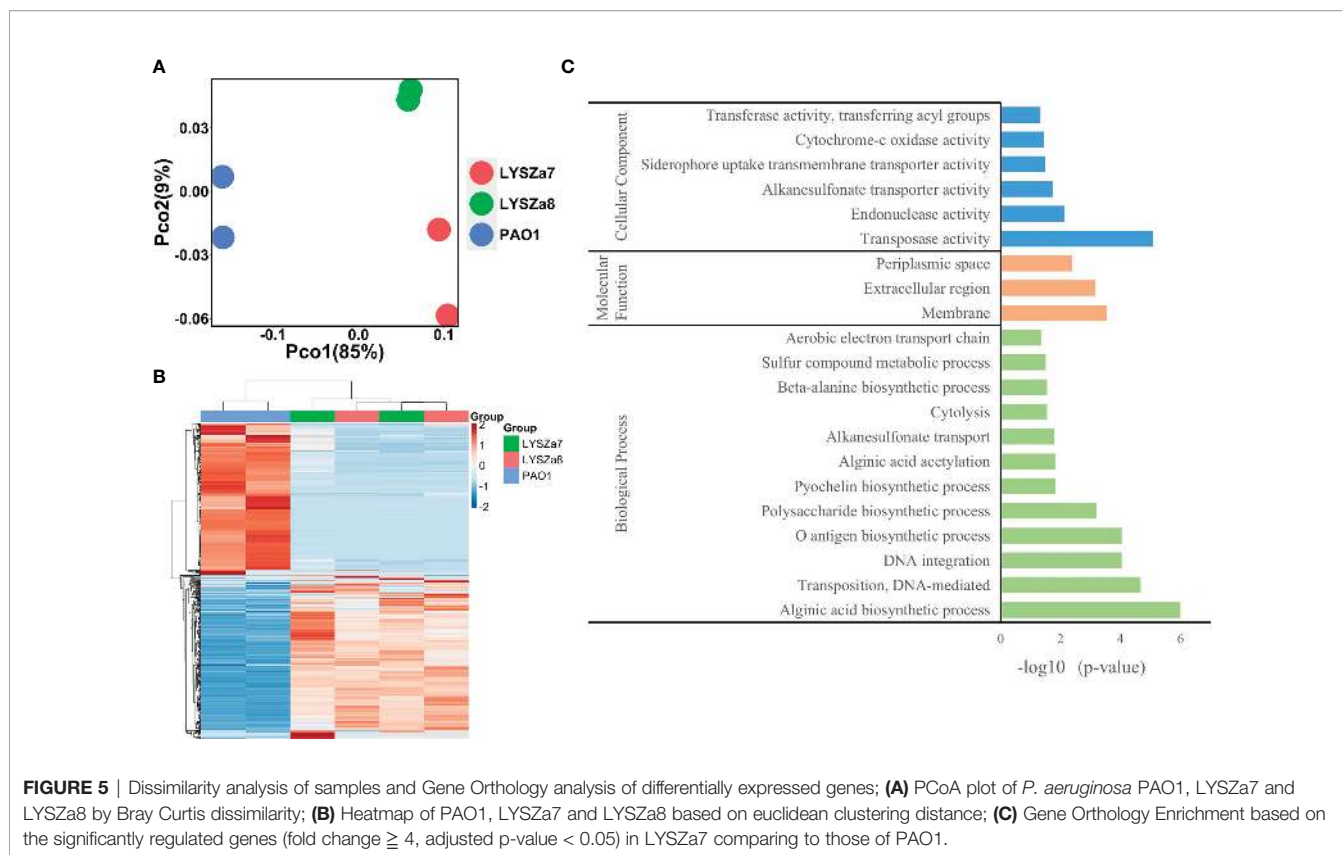 A
0.03
0.00
-0.03
-0.06
Pco2(9%)
-0.1
0.0
0.1
Pco1(85%)
LYSZa7
LYSZa8
PAO1
B
Group
2
1
0
-1
-2
Group
LYSZa7
LYSZa8
PAO1
C
Cellular Component
Transferase activity, transferring acyl groups
Cytochrome-c oxidase activity
Siderophore uptake transmembrane transporter activity
Alkanesulfonate transporter activity
Endonuclease activity
Transposase activity
Molecular
Function
Periplasmic space
Extracellular region
Membrane
Biological Process
Aerobic electron transport chain
Sulfur compound metabolic process
Beta-alanine biosynthetic process
Cytolysis
Alkanesulfonate transport
Alginic acid acetylation
Pyochelin biosynthetic process
Polysaccharide biosynthetic process
O antigen biosynthetic process
DNA integration
Transposition, DNA-mediated
Alginic acid biosynthetic process
0 2 4 6
-log10 (p-value)
FIGURE 5 | Dissimilarity analysis of samples and Gene Orthology analysis of differentially expressed genes; (A) PCoA plot of P. aeruginosa PAO1, LYSZa7 and
LYSZa8 by Bray Curtis dissimilarity; (B) Heatmap of PAO1, LYSZa7 and LYSZa8 based on euclidean clustering distance; (C) Gene Orthology Enrichment based on
the significantly regulated genes (fold change ≧ 4, adjusted p-value < 0.05) in LYSZa7 comparing to those of PAO1.